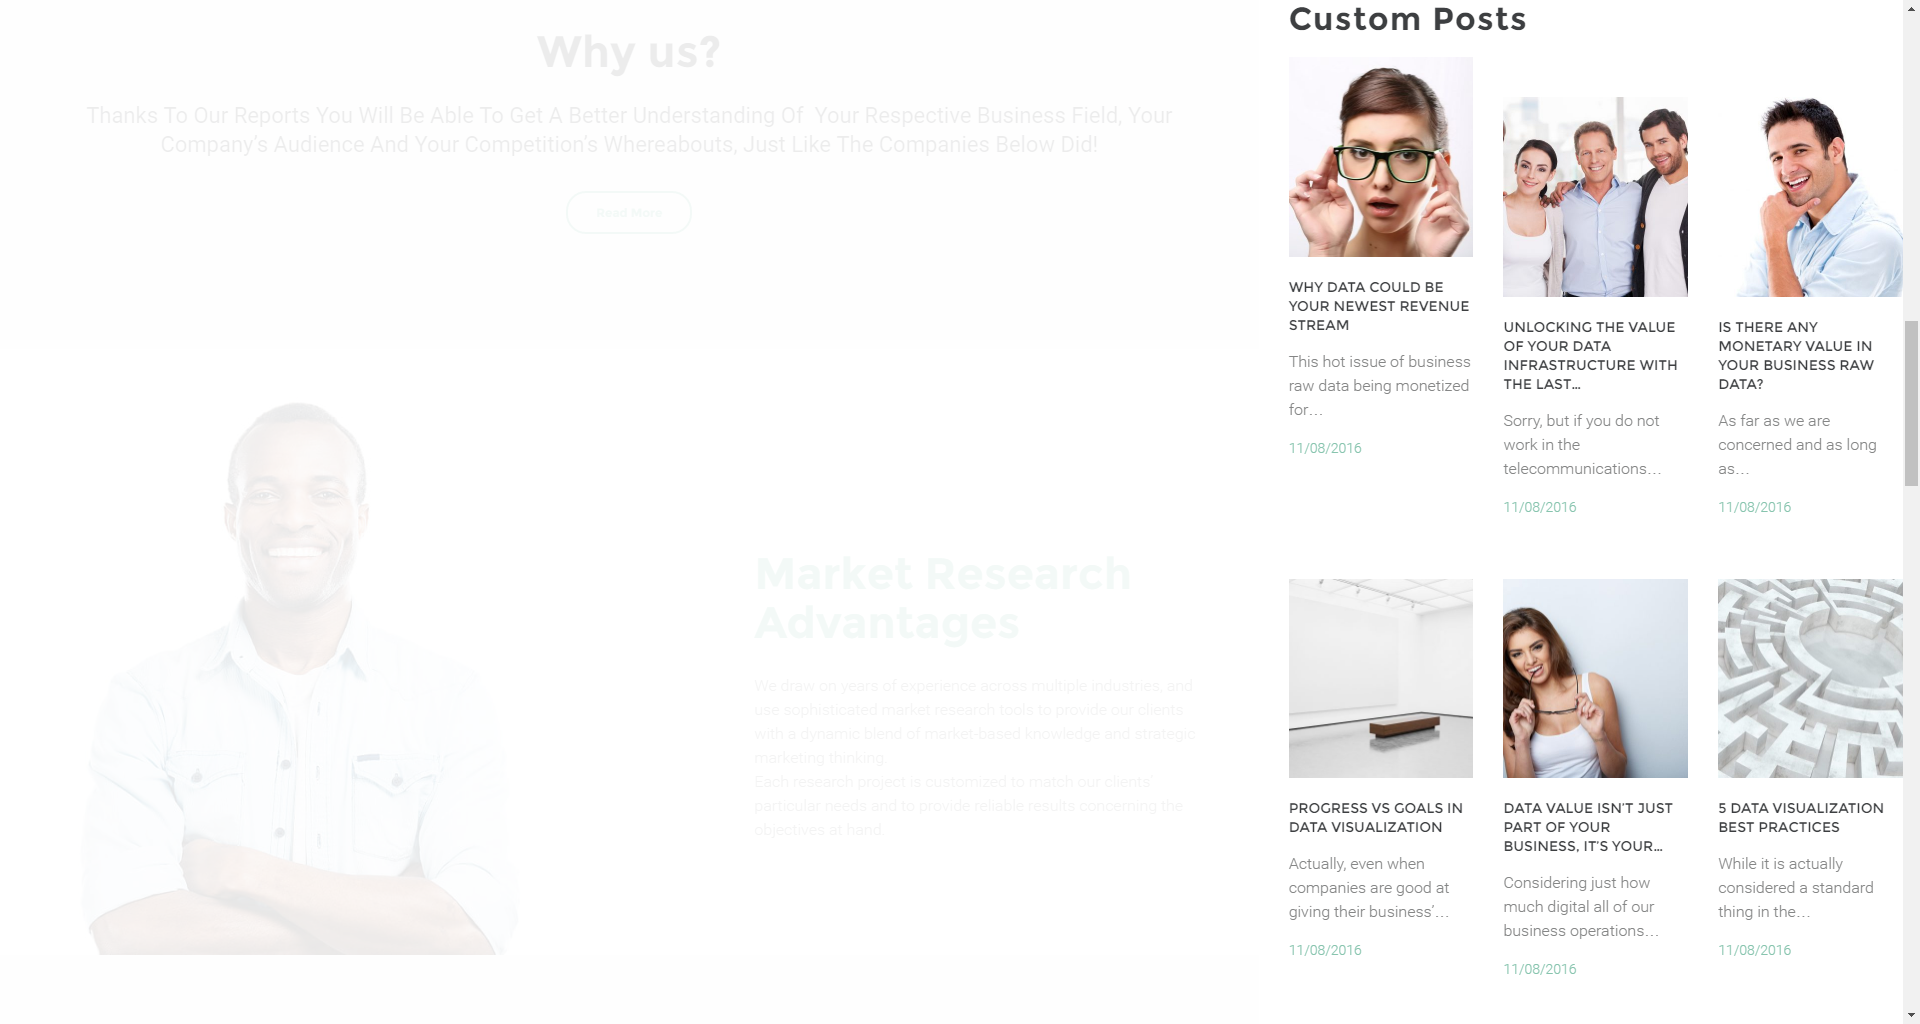 Why us?
Thanks To Our Reports You Will Be Able To Get A Better Understanding Of Your Respective Business Field, Your
Company's Audience And Your Competition's Whereabouts, Just Like The Companies Below Did!
Read More
Market Research
Advantages
We draw on years of experience across multiple industries, and
use sophisticated market research tools to provide our clients
with a dynamic blend of market-based knowledge and strategic
marketing thinking.
Each research project is customized to match our clients
particular needs and to provide reliable results concerning the
objectives at hand.
Custom Posts
WHY DATA COULD BE
YOUR NEWEST REVENUE
STREAM
This hot issue of business
raw data being monetized
for…
11/08/2016
UNLOCKING THE VALUE
OF YOUR DATA
INFRASTRUCTURE WITH
THE LAST…
Sorry, but if you do not
work in the
telecommunications…
11/08/2016
IS THERE ANY
MONETARY VALUE IN
YOUR BUSINESS RAW
DATA?
As far as we are
concerned and as long
as…
11/08/2016
PROGRESS VS GOALS IN
DATA VISUALIZATION
Actually, even when
companies are good at
giving their business'…
11/08/2016
DATA VALUE ISN'T JUST
PART OF YOUR
BUSINESS, IT'S YOUR…
Considering just how
much digital all of our
business operations…
11/08/2016
5 DATA VISUALIZATION
BEST PRACTICES
While it is actually
considered a standard
thing in the…
11/08/2016